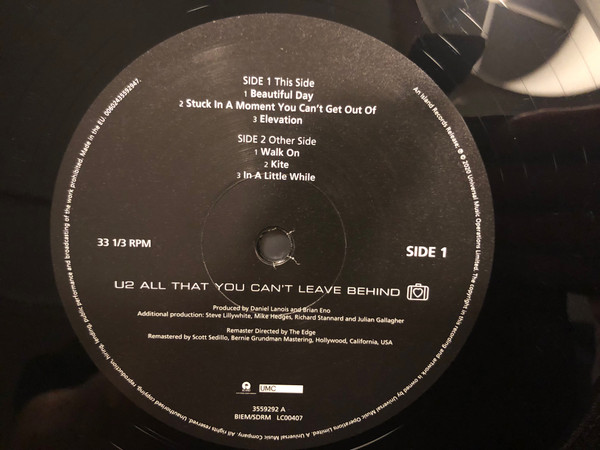 SIDE 1 This Side
1 Beautiful Day
2 Stuck In A Moment You Can't Get Out Of
3 Elevation
SIDE 2 Other Side
1 Walk On
2 Kite
3 In A Little While
33 1/3 RPM
SIDE 1
U2 ALL THAT YOU CAN'T LEAVE BEHIND
Produced by Daniel Lanois and Brian Eno
Additional production: Steve Lillywhite, Mike Hedges, Richard Stannard and Julian Gallagher
Remaster Directed by The Edge
Remastered by Scott Sedillo, Bernie Grundman Mastering, Hollywood, California, USA
UMC
3559292 A
BIEM/SDRM LC00407
An Island Records Release; ℗ © 2020 Universal Music Operations Limited. The copyright in this recording and artwork is owned by Universal Music Operations Limited. A Universal Music Company. All rights reserved. Unauthorised copying, reproduction, hiring, lending, public performance and broadcasting of the work prohibited. Made in the EU. 00602435592947.